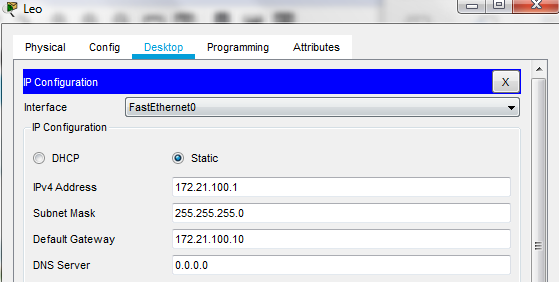 Leo
Physical Config Desktop Programming Attributes
IP Configuration X
Interface FastEthernet0
IP Configuration
DHCP Static
IPv4 Address 172.21.100.1
Subnet Mask 255.255.255.0
Default Gateway 172.21.100.10
DNS Server 0.0.0.0